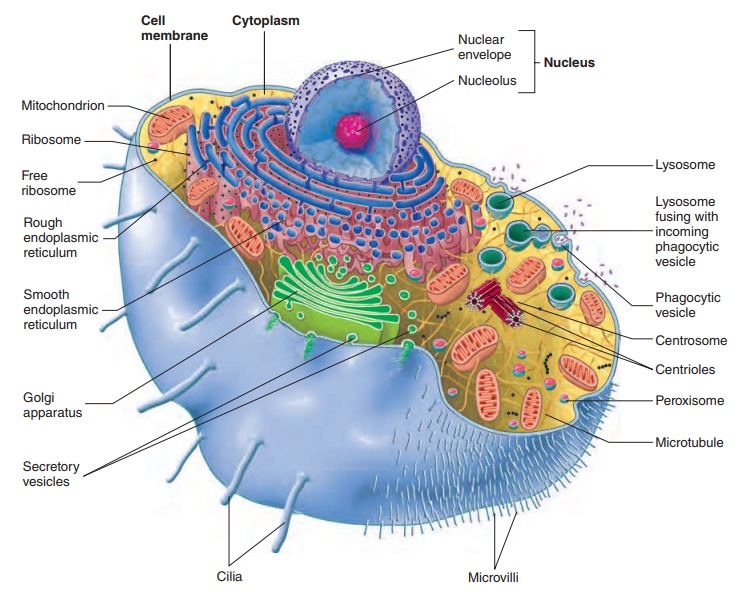 Cell
membrane
Cytoplasm
Nuclear
envelope
Nucleolus
Nucleus
Mitochondrion
Ribosome
Free
ribosome
Rough
endoplasmic
reticulum
Smooth
endoplasmic
reticulum
Golgi
apparatus
Secretory
vesicles
Lysosome
Lysosome
fusing with
incoming
phagocytic
vesicle
Phagocytic
vesicle
Centrosome
Centrioles
Peroxisome
Microtubule
Cilia
Microvilli